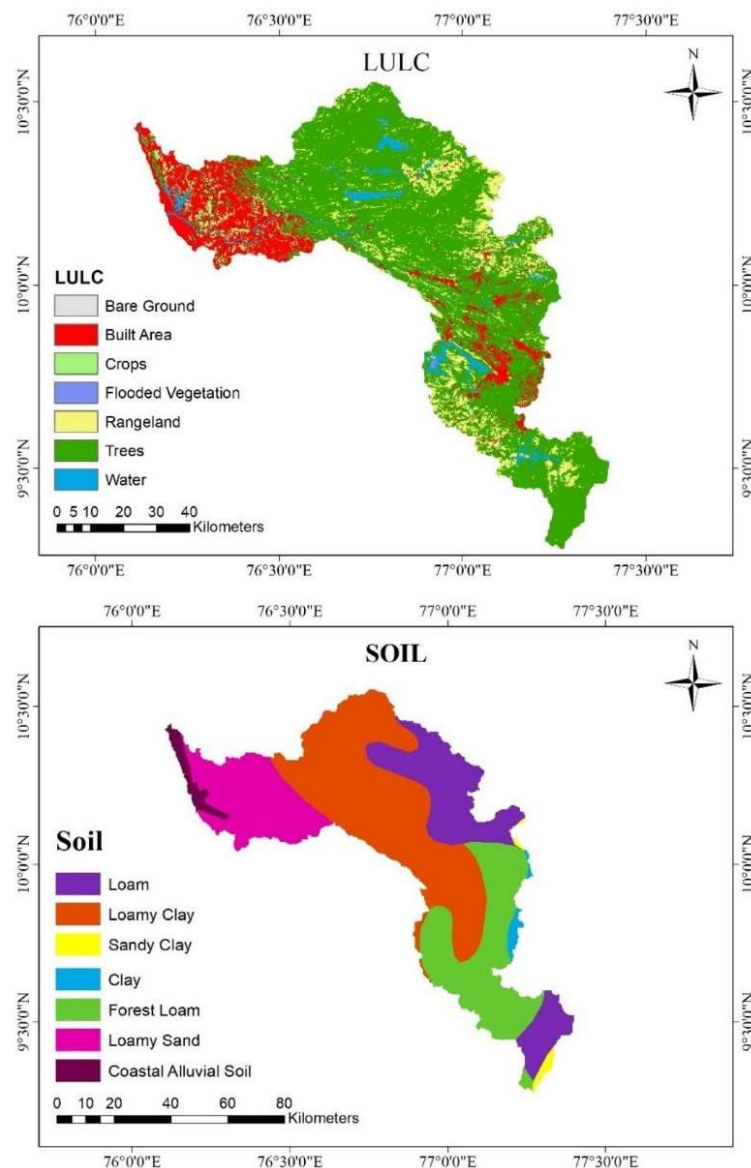 76°0'0"E 76°30'0"E 77°0'0"E 77°30'0"E
LULC
N
10°30'0"N 10°30'0"N
10°0'0"N 10°0'0"N
9°30'0"N 9°30'0"N
LULC
Bare Ground
Built Area
Crops
Flooded Vegetation
Rangeland
Trees
Water
0 5 10 20 30 40
Kilometers
76°0'0"E 76°30'0"E 77°0'0"E 77°30'0"E
76°0'0"E 76°30'0"E 77°0'0"E 77°30'0"E
SOIL
N
10°30'0"N 10°30'0"N
10°0'0"N 10°0'0"N
9°30'0"N 9°30'0"N
Soil
Loam
Loamy Clay
Sandy Clay
Clay
Forest Loam
Loamy Sand
Coastal Alluvial Soil
0 10 20 40 60 80
Kilometers
76°0'0"E 76°30'0"E 77°0'0"E 77°30'0"E